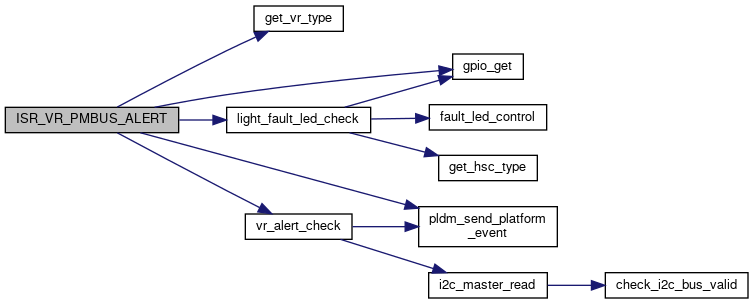 get_vr_type
gpio_get
ISR_VR_PMBUS_ALERT
light_fault_led_check
fault_led_control
get_hsc_type
vr_alert_check
pldm_send_platform
_event
i2c_master_read
check_i2c_bus_valid